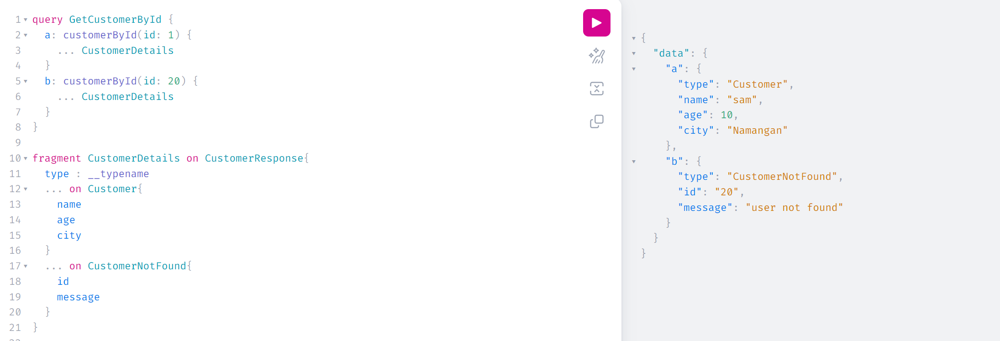 1 query GetCustomerById {
2   a: customerById(id: 1) {
3     ... CustomerDetails
4   }
5   b: customerById(id: 20) {
6     ... CustomerDetails
7   }
8 }
9
10 fragment CustomerDetails on CustomerResponse{
11   type : __typename
12   ... on Customer{
13     name
14     age
15     city
16   }
17   ... on CustomerNotFound{
18     id
19     message
20   }
21 }
{
  "data": {
    "a": {
      "type": "Customer",
      "name": "sam",
      "age": 10,
      "city": "Namangan"
    },
    "b": {
      "type": "CustomerNotFound",
      "id": "20",
      "message": "user not found"
    }
  }
}